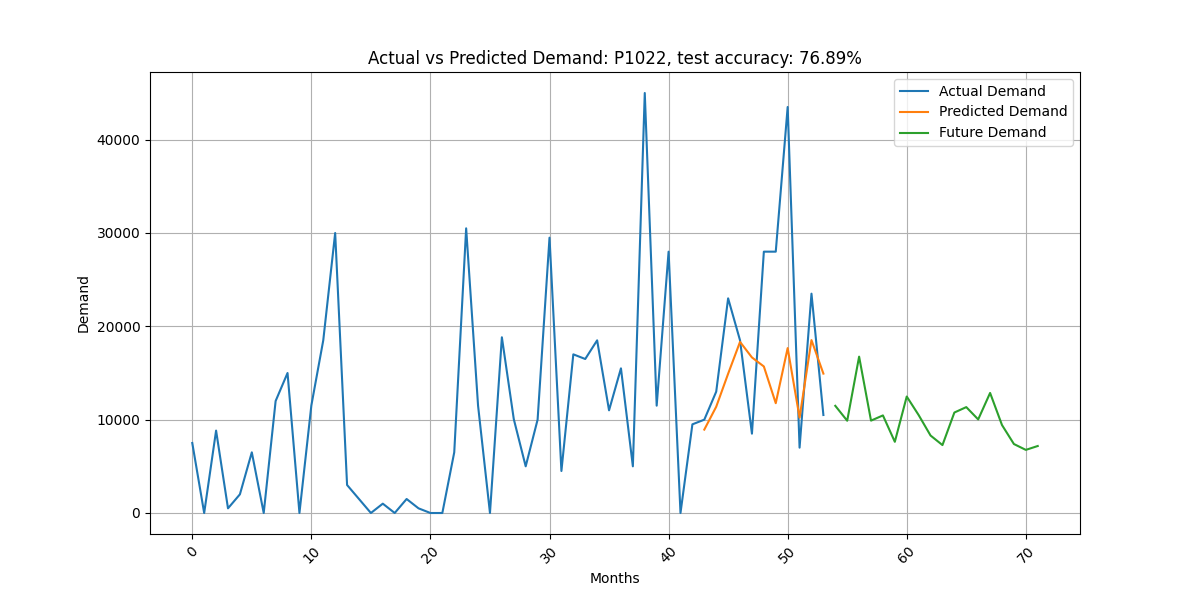 Actual vs Predicted Demand: P1022, test accuracy: 76.89%
Actual Demand
Predicted Demand
Future Demand
40000
30000
20000
10000
0
Demand
0 10 20 30 40 50 60 70
Months